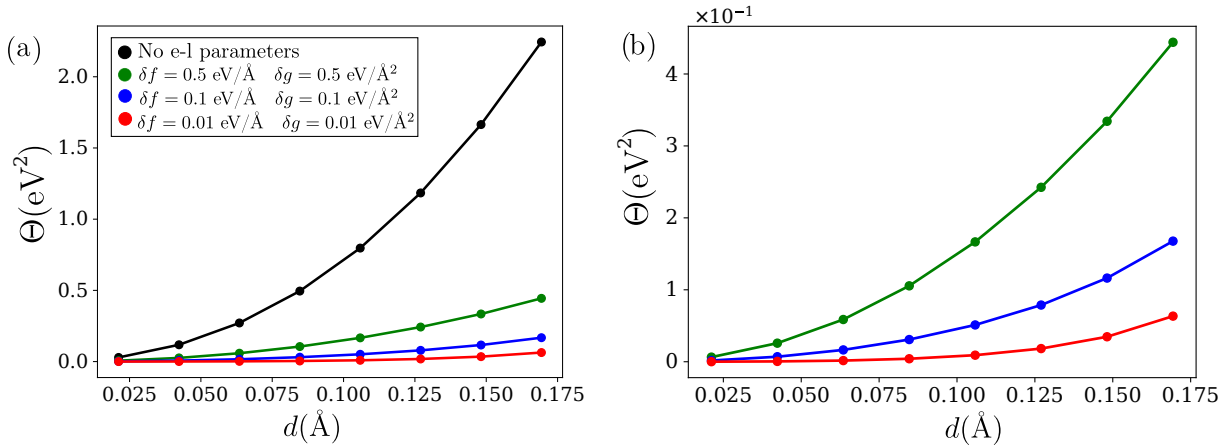 (a)
No e-l parameters
δf = 0.5 eV/Å δg = 0.5 eV/Å²
δf = 0.1 eV/Å δg = 0.1 eV/Å²
δf = 0.01 eV/Å δg = 0.01 eV/Å²
Θ(eV²)
2.0
1.5
1.0
0.5
0.0
0.025 0.050 0.075 0.100 0.125 0.150 0.175
d(Å)
(b)
×10⁻¹
Θ(eV²)
4
3
2
1
0
0.025 0.050 0.075 0.100 0.125 0.150 0.175
d(Å)